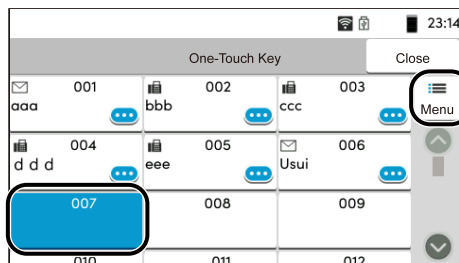 23:14
One-Touch Key Close
001 002 003
aaa bbb ccc Menu
004 005 006
d d d eee Usui
007 008 009
010 011 012